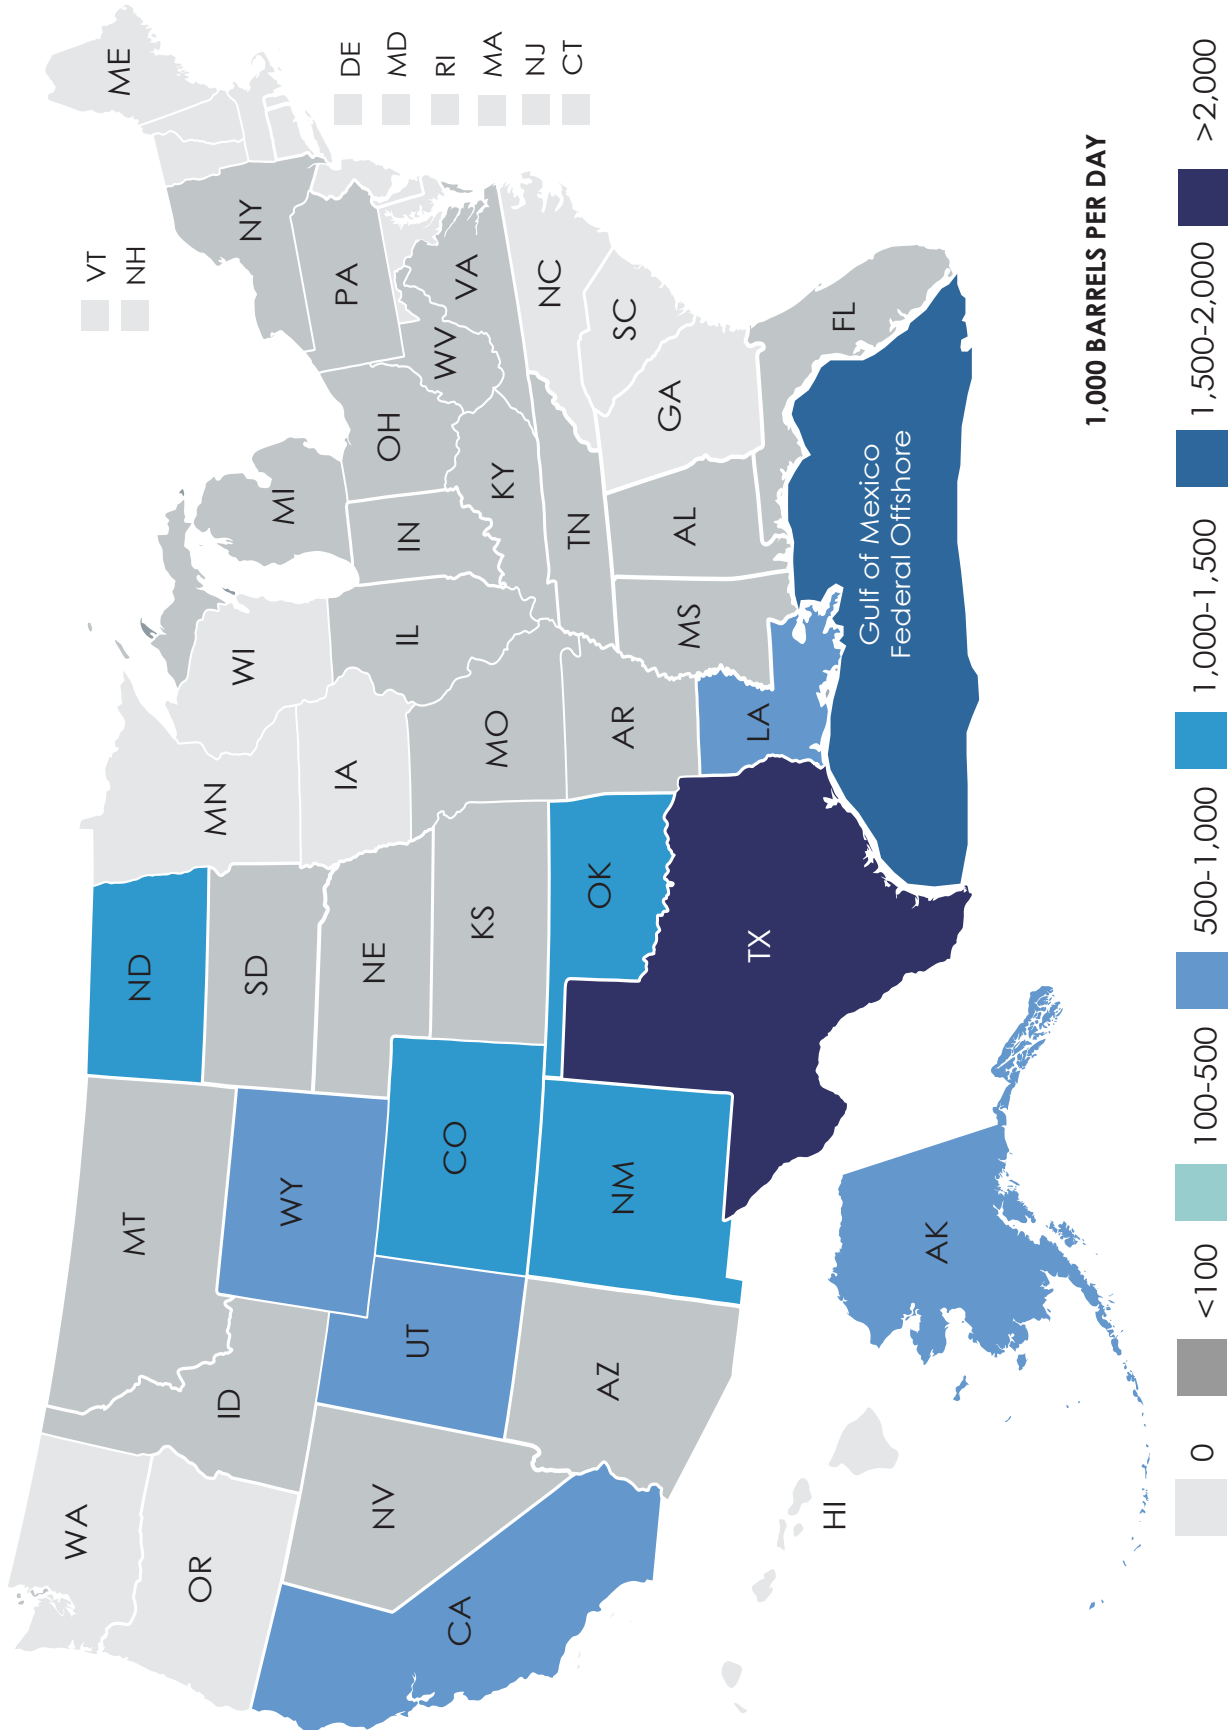 WA
OR
CA
NV
ID
MT
WY
UT
AZ
CO
NM
ND
SD
NE
KS
OK
TX
MN
IA
MO
AR
LA
WI
IL
MS
MI
IN
OH
KY
TN
AL
GA
FL
SC
NC
VA
WV
PA
NY
ME
VT
NH
DE
MD
RI
MA
NJ
CT
AK
HI
Gulf of Mexico
Federal Offshore
1,000 BARRELS PER DAY
0
<100
100-500
500-1,000
1,000-1,500
1,500-2,000
>2,000